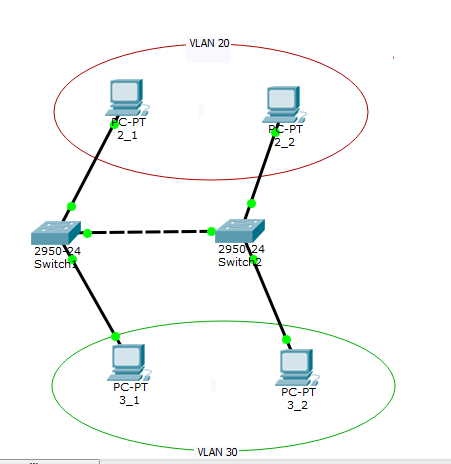 VLAN 20
PC-PT
2_1
PC-PT
2_2
2950-24
Switch1
2950-24
Switch2
PC-PT
3_1
PC-PT
3_2
VLAN 30